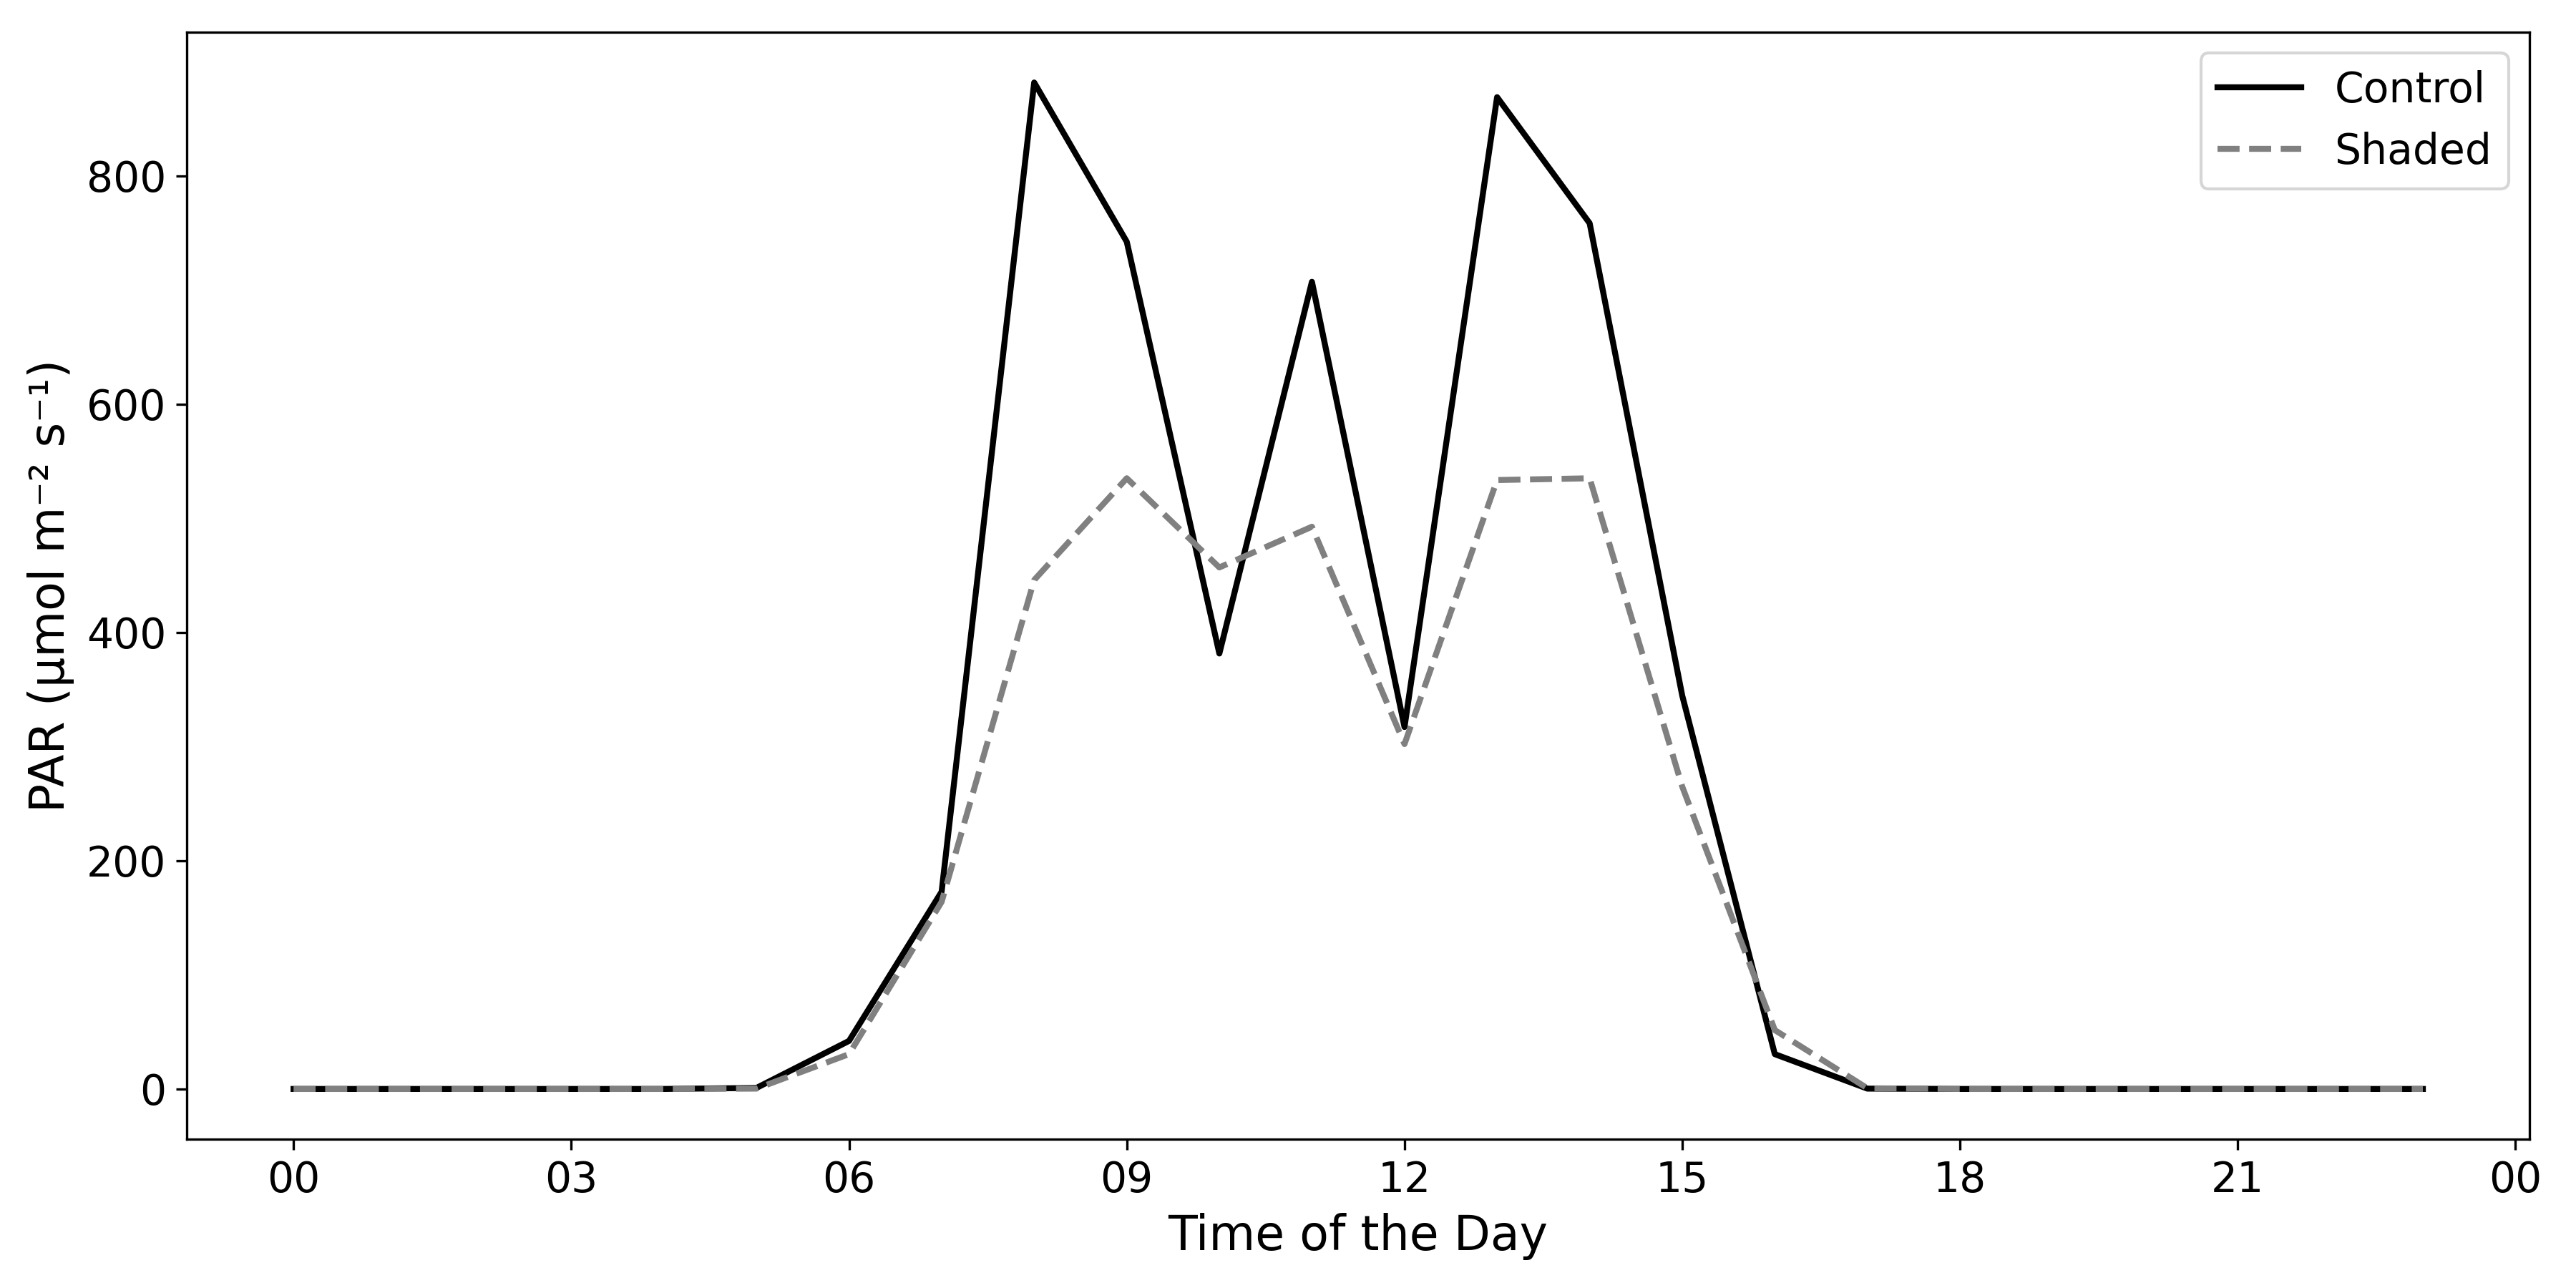 Control
Shaded
800
600
400
200
0
PAR (μmol m⁻² s⁻¹)
00 03 06 09 12 15 18 21 00
Time of the Day